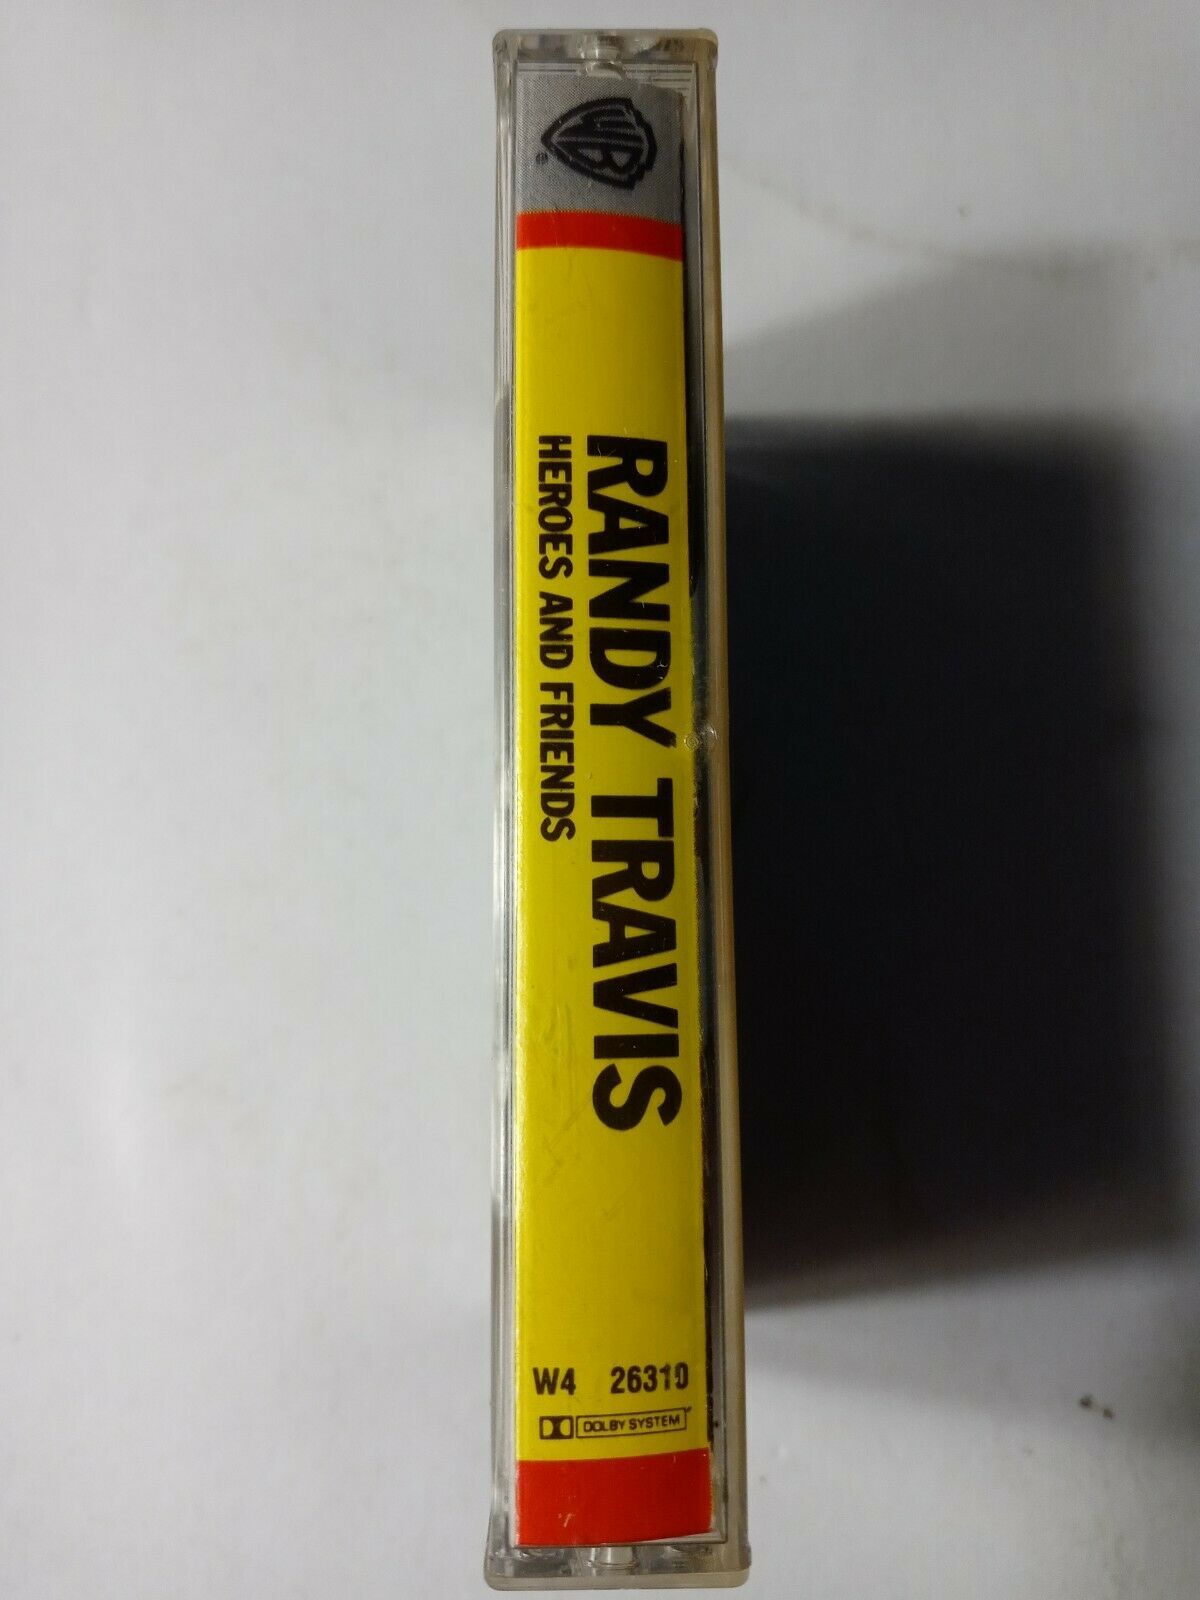 WB
®
RANDY TRAVIS
HEROES AND FRIENDS
W4 26310
DOLBY SYSTEM